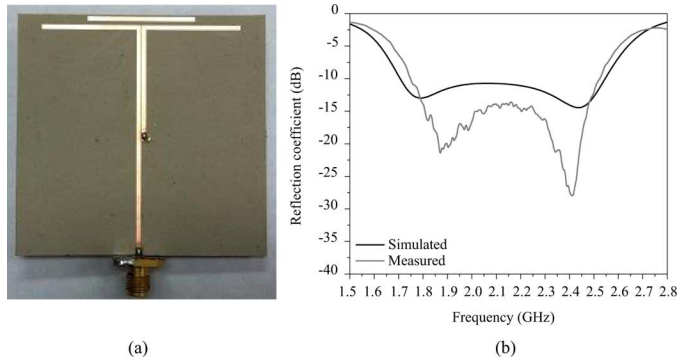 0
-5
-10
-15
-20
-25
-30
-35
-40
Reflection coefficient (dB)
Simulated
Measured
1.5 1.6 1.7 1.8 1.9 2.0 2.1 2.2 2.3 2.4 2.5 2.6 2.7 2.8
Frequency (GHz)
(a) (b)